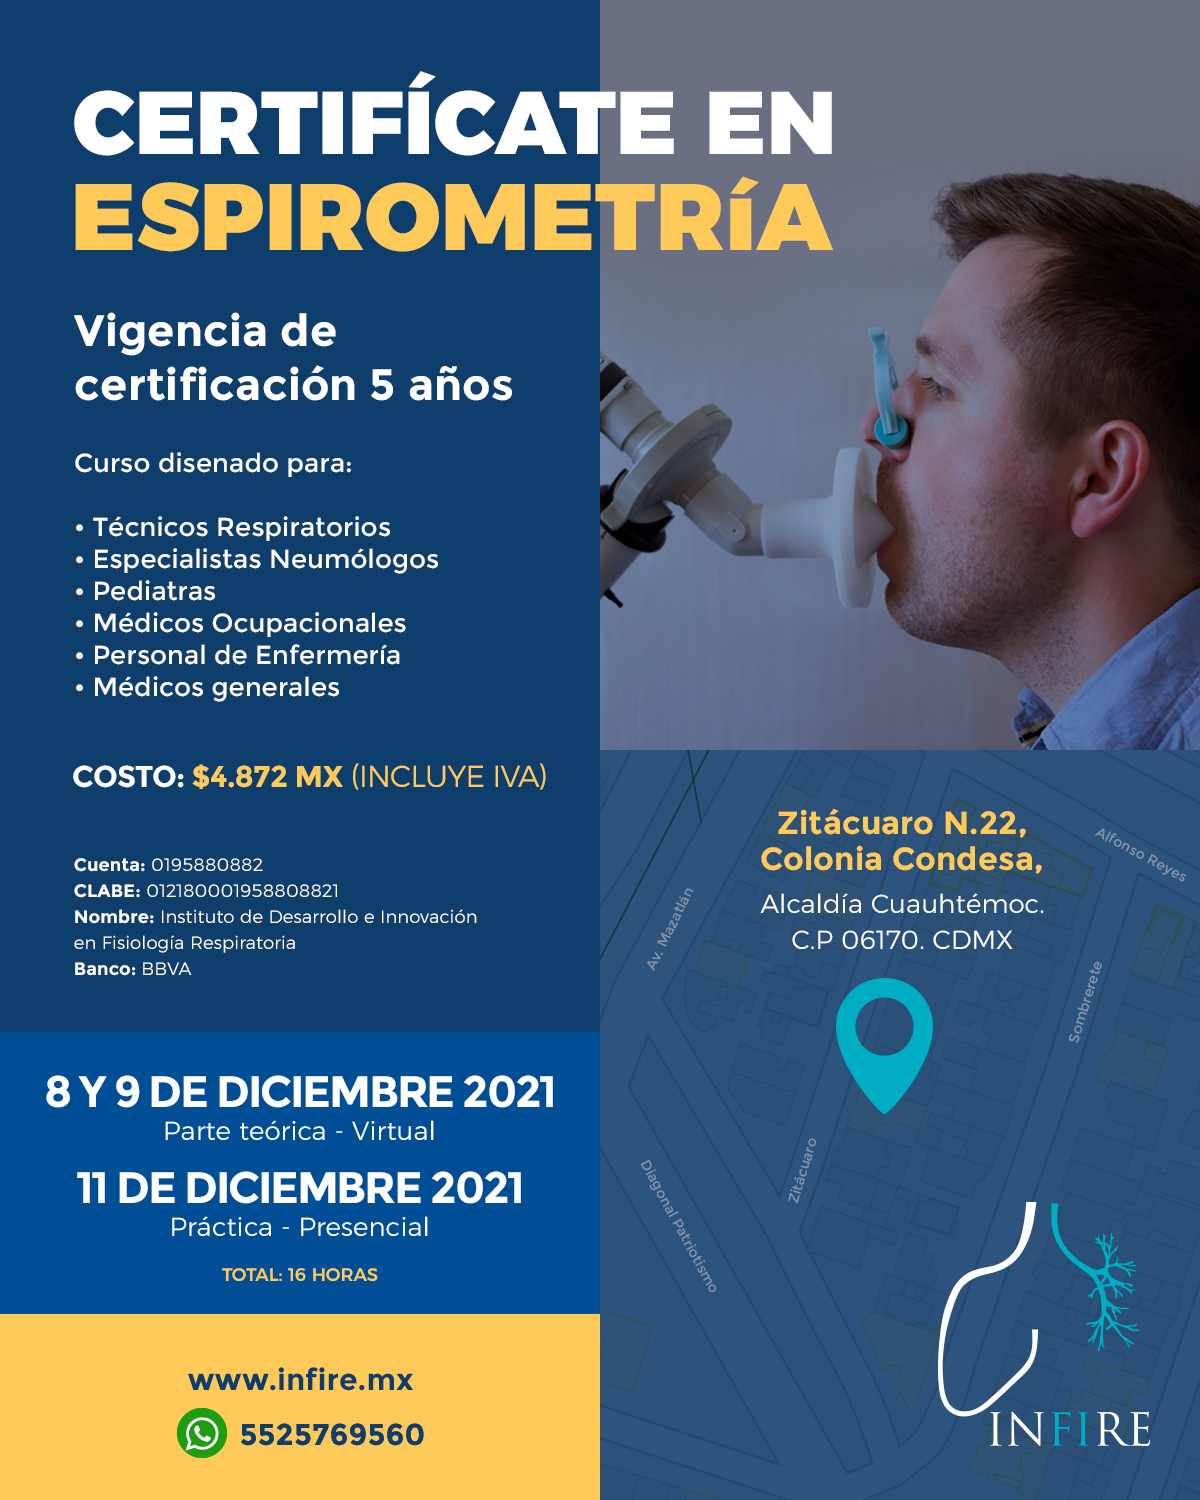 CERTIFÍCATE EN
ESPIROMETRíA
Vigencia de
certificación 5 años
Curso disenado para:
• Técnicos Respiratorios
• Especialistas Neumólogos
• Pediatras
• Médicos Ocupacionales
• Personal de Enfermería
• Médicos generales
COSTO: $4.872 MX (INCLUYE IVA)
Cuenta: 0195880882
CLABE: 012180001958808821
Nombre: Instituto de Desarrollo e Innovación
en Fisiología Respiratoria
Banco: BBVA
8 Y 9 DE DICIEMBRE 2021
Parte teórica - Virtual
11 DE DICIEMBRE 2021
Práctica - Presencial
TOTAL: 16 HORAS
www.infire.mx
5525769560
Zitácuaro N.22,
Colonia Condesa,
Alcaldía Cuauhtémoc.
C.P 06170. CDMX
Alfonso Reyes
Av. Mazatlán
Sombrerete
Zitácuaro
Diagonal Patriotismo
INFIRE